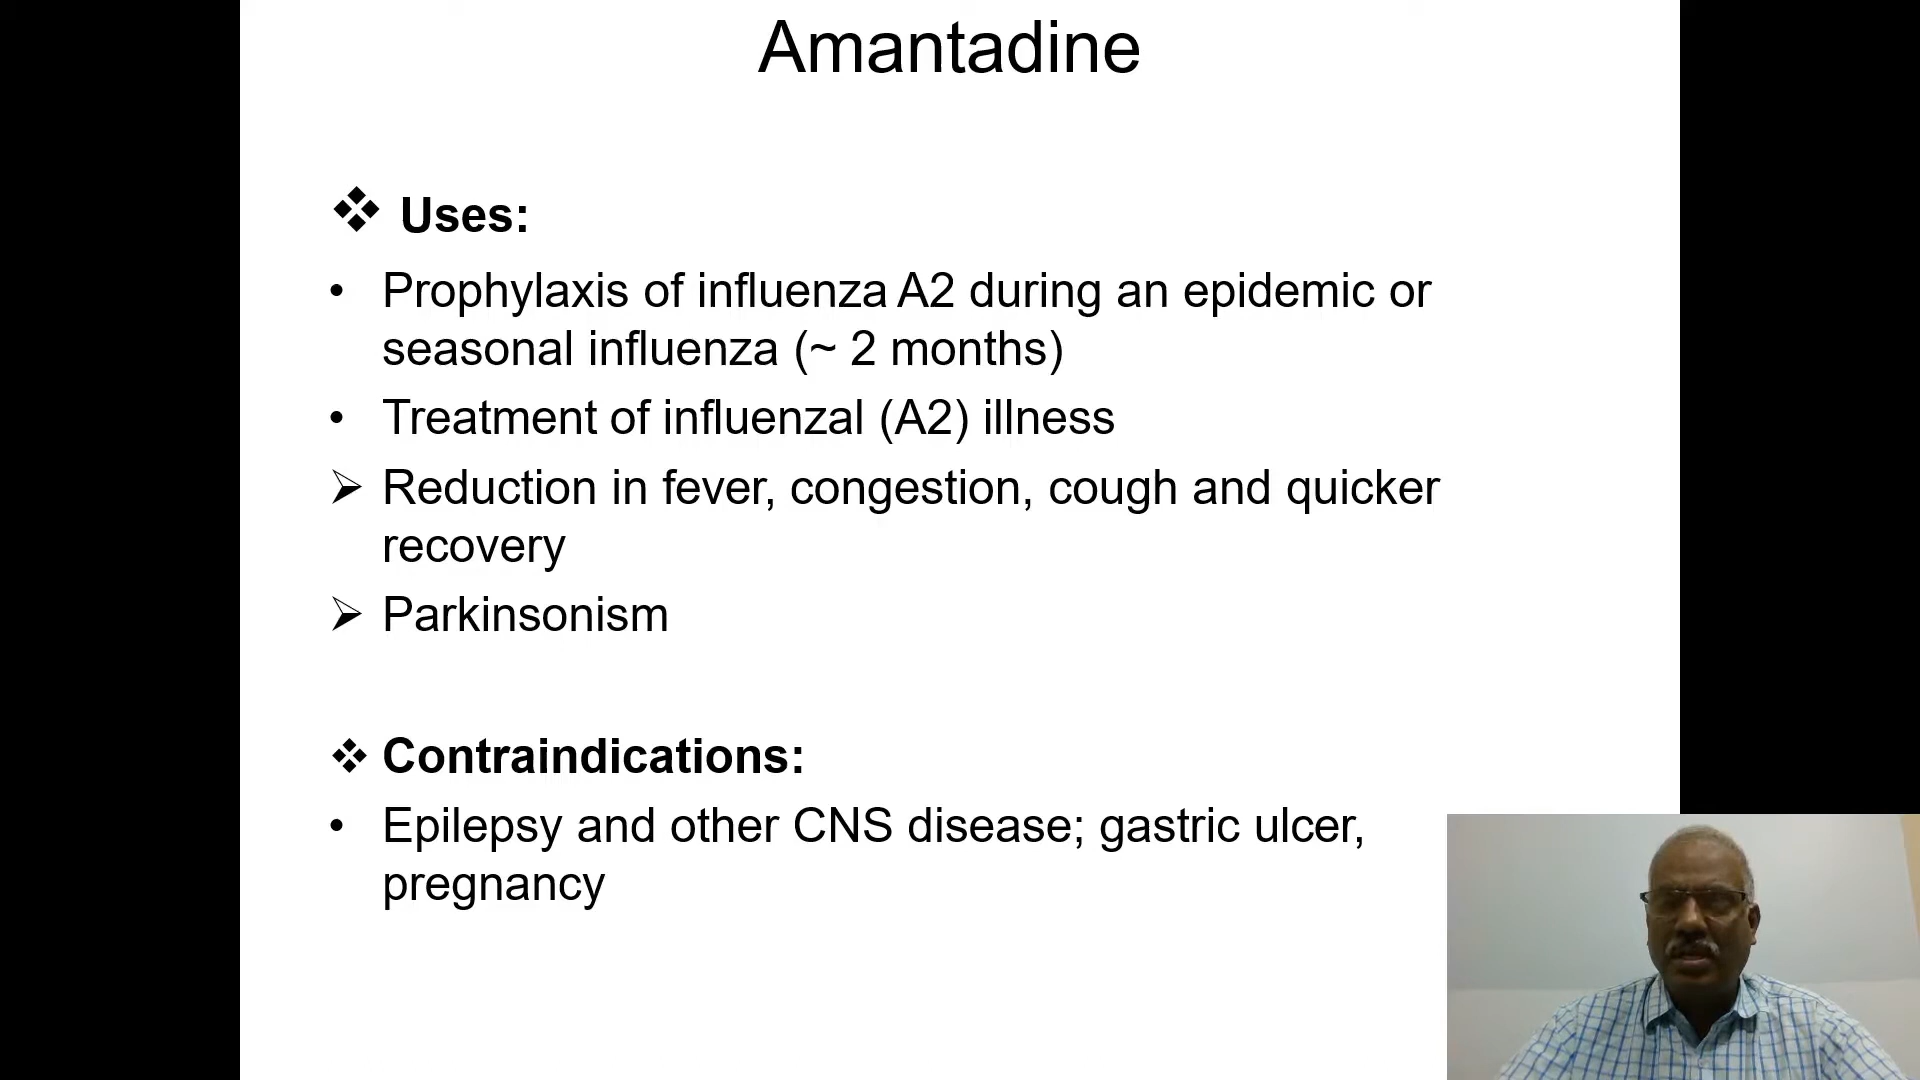 Amantadine
❖ Uses:
• Prophylaxis of influenza A2 during an epidemic or
seasonal influenza (~ 2 months)
• Treatment of influenzal (A2) illness
➢ Reduction in fever, congestion, cough and quicker
recovery
➢ Parkinsonism
❖ Contraindications:
• Epilepsy and other CNS disease; gastric ulcer,
pregnancy